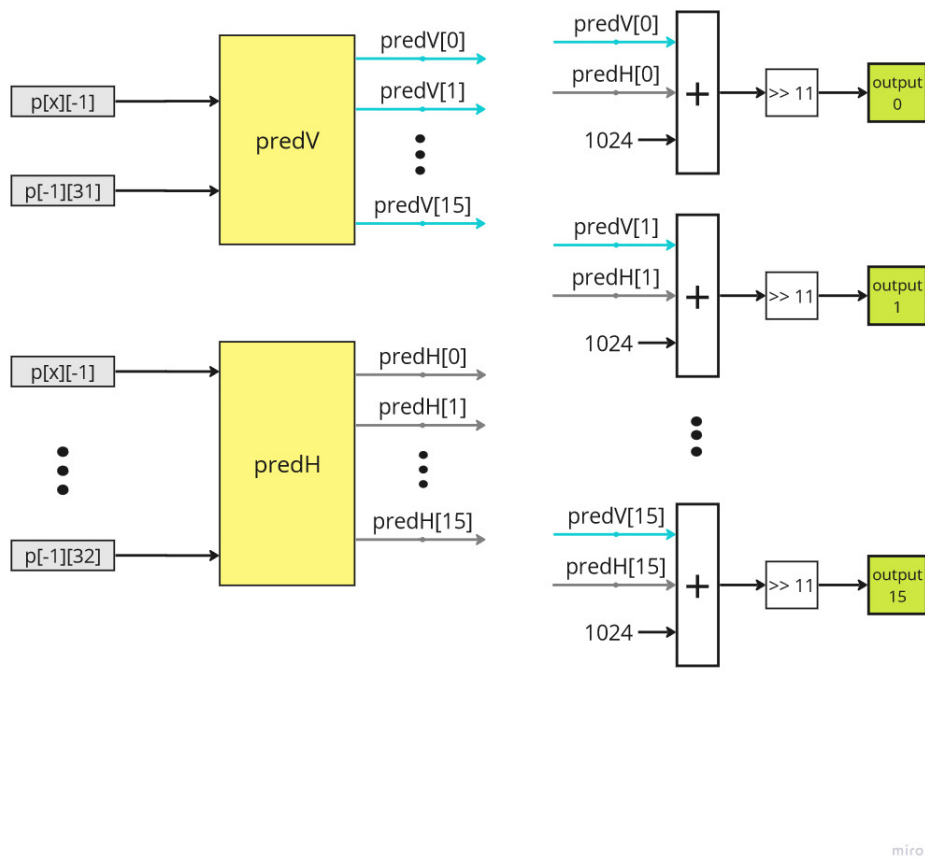 p[x][-1]
p[-1][31]
predV
predV[0]
predV[1]
predV[15]
p[x][-1]
p[-1][32]
predH
predH[0]
predH[1]
predH[15]
predV[0]
predH[0]
1024
+
>> 11
output
0
predV[1]
predH[1]
1024
+
>> 11
output
1
predV[15]
predH[15]
1024
+
>> 11
output
15
miro